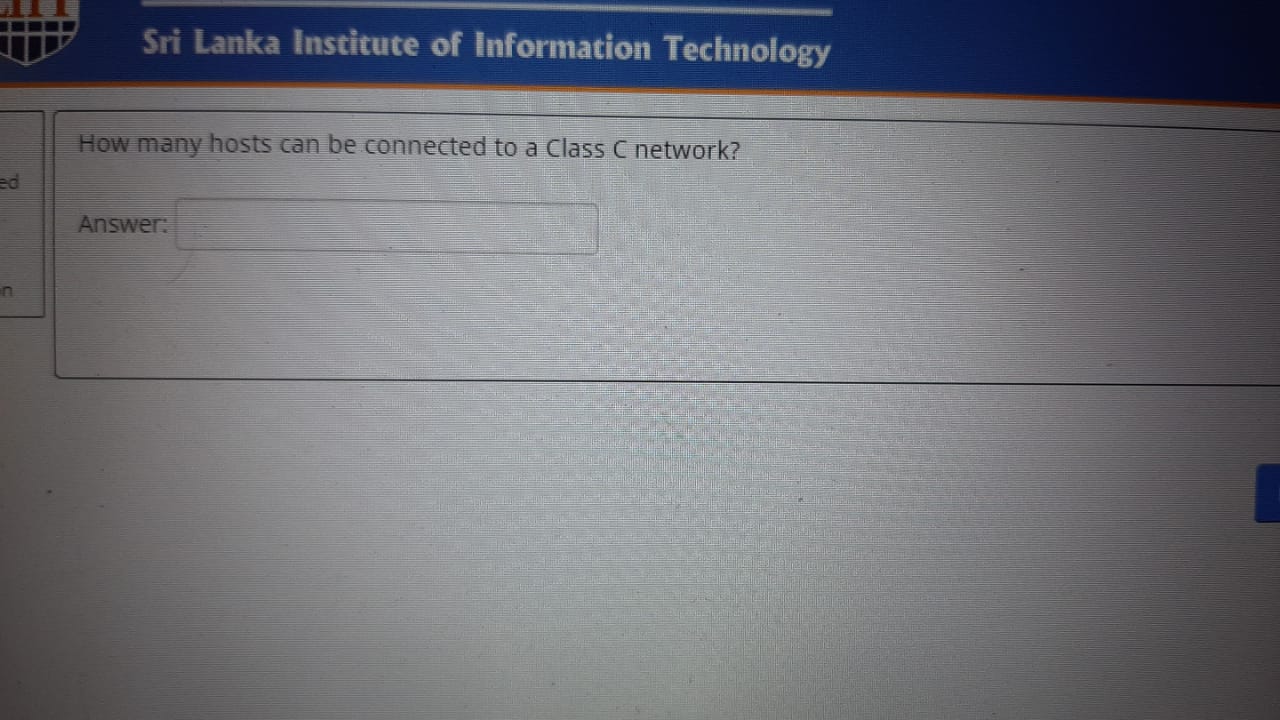 Sri Lanka Institute of Information Technology
How many hosts can be connected to a Class C network?
ed
Answer:
n